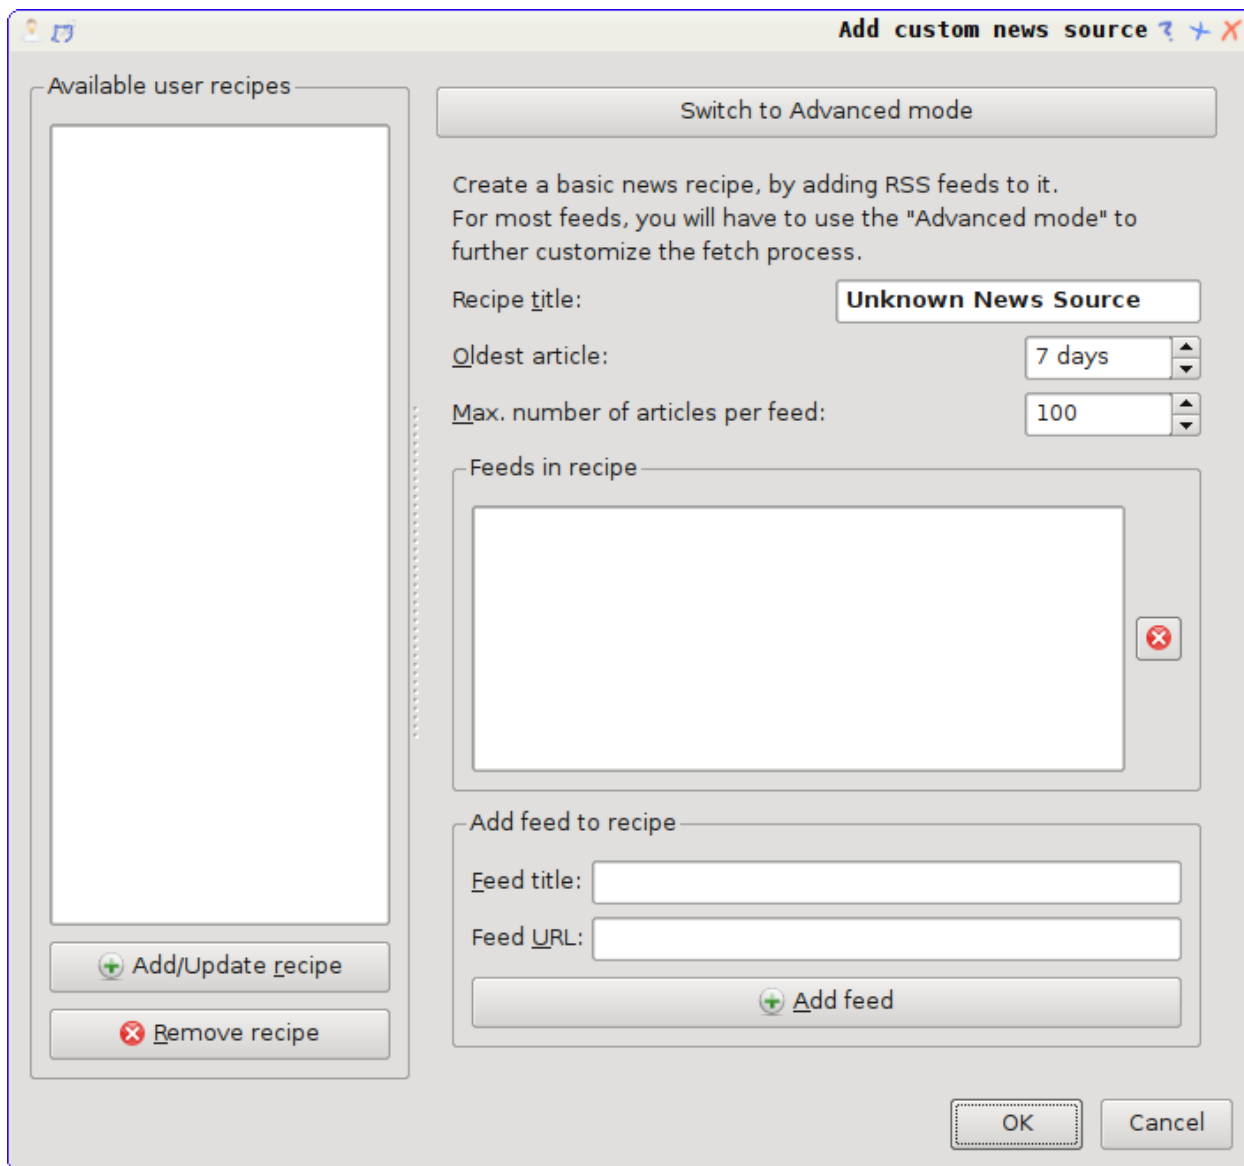 Add custom news source
Available user recipes
Add/Update recipe
Remove recipe
Switch to Advanced mode
Create a basic news recipe, by adding RSS feeds to it.
For most feeds, you will have to use the "Advanced mode" to
further customize the fetch process.
Recipe title: Unknown News Source
Oldest article: 7 days
Max. number of articles per feed: 100
Feeds in recipe
Add feed to recipe
Feed title:
Feed URL:
Add feed
OK Cancel